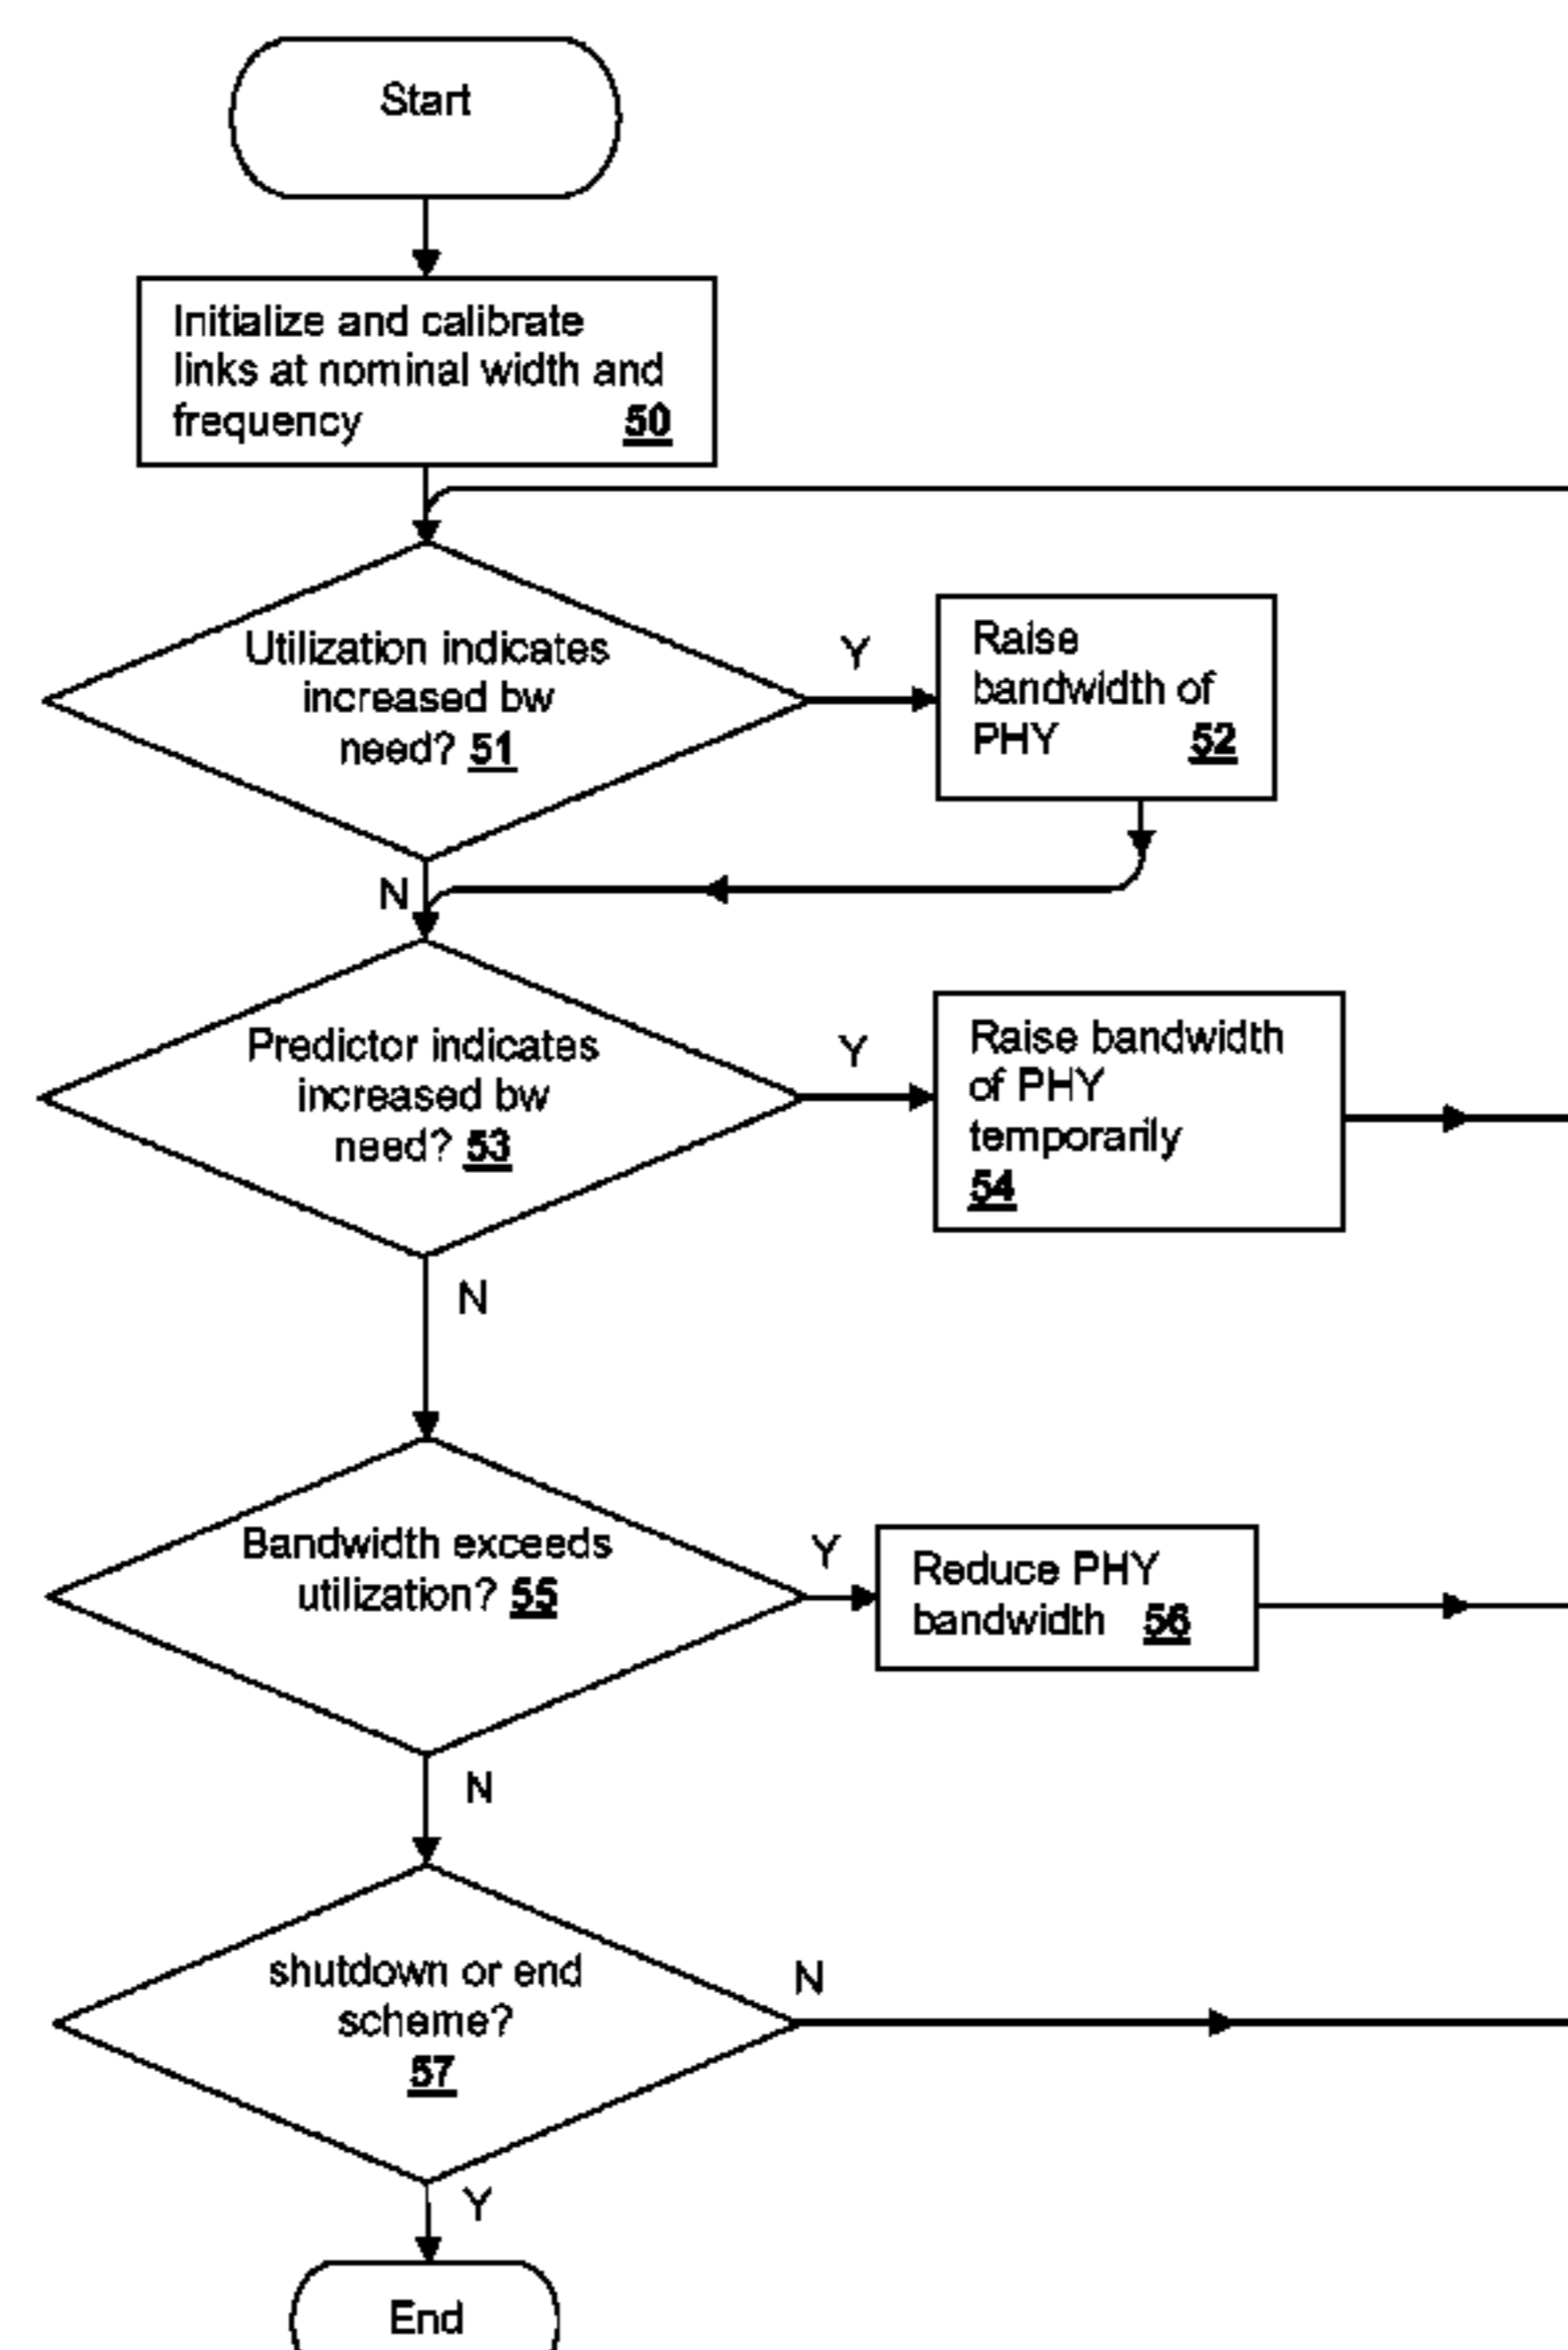 Start
Initialize and calibrate
links at nominal width and
frequency 50
Utilization indicates
increased bw
need? 51
Y
Raise
bandwidth of
PHY 52
N
Predictor indicates
increased bw
need? 53
Y
Raise bandwidth
of PHY
temporarily
54
N
Bandwidth exceeds
utilization? 55
Y
Reduce PHY
bandwidth 56
N
shutdown or end
scheme?
57
N
Y
End